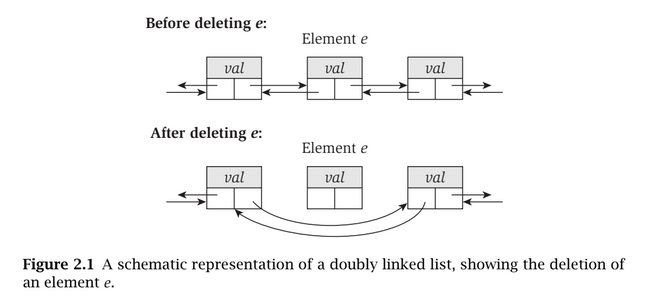 Before deleting e:
Element e
val val val
After deleting e:
Element e
val val val
Figure 2.1 A schematic representation of a doubly linked list, showing the deletion of
an element e.